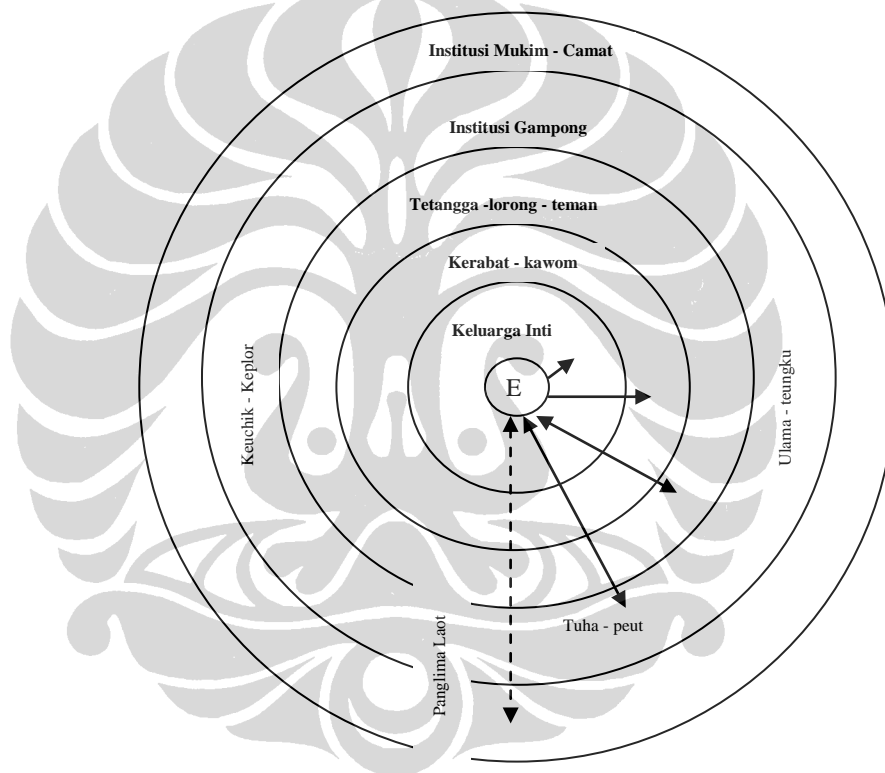 Institusi Mukim - Camat
Institusi Gampong
Tetangga -lorong - teman
Kerabat - kawom
Keluarga Inti
E
Keuchik - Keplor
Ulama - teungku
Tuha - peut
Panglima Laot